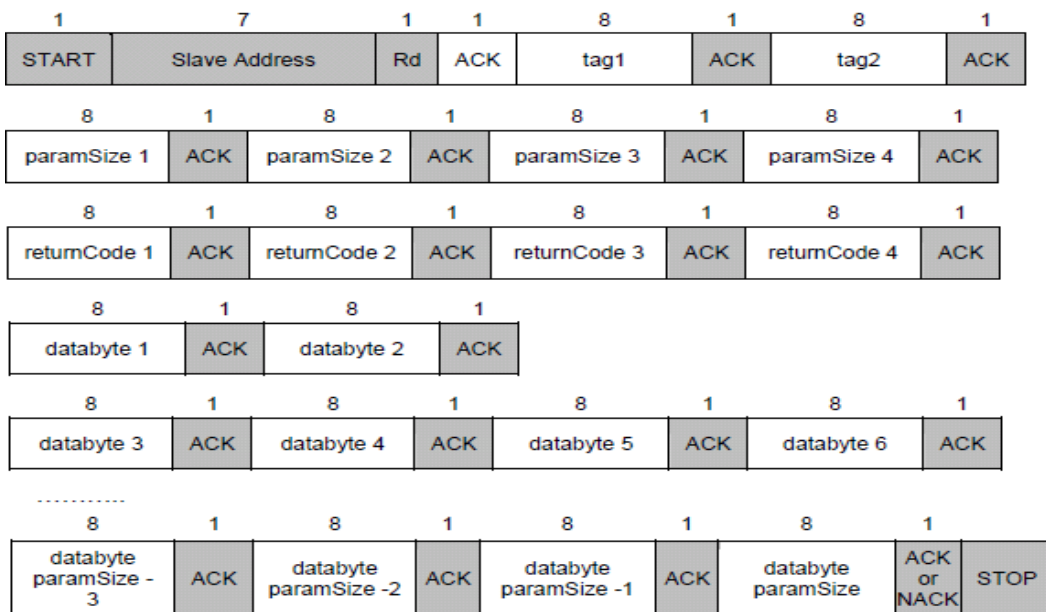 1 7 1 1 8 1 8 1
START Slave Address Rd ACK tag1 ACK tag2 ACK
8 1 8 1 8 1 8 1
paramSize 1 ACK paramSize 2 ACK paramSize 3 ACK paramSize 4 ACK
8 1 8 1 8 1 8 1
returnCode 1 ACK returnCode 2 ACK returnCode 3 ACK returnCode 4 ACK
8 1 8 1
databyte 1 ACK databyte 2 ACK
8 1 8 1 8 1 8 1
databyte 3 ACK databyte 4 ACK databyte 5 ACK databyte 6 ACK
...........
8 1 8 1 8 1 8 1
databyte paramSize - 3 ACK databyte paramSize -2 ACK databyte paramSize -1 ACK databyte paramSize ACK or NACK STOP